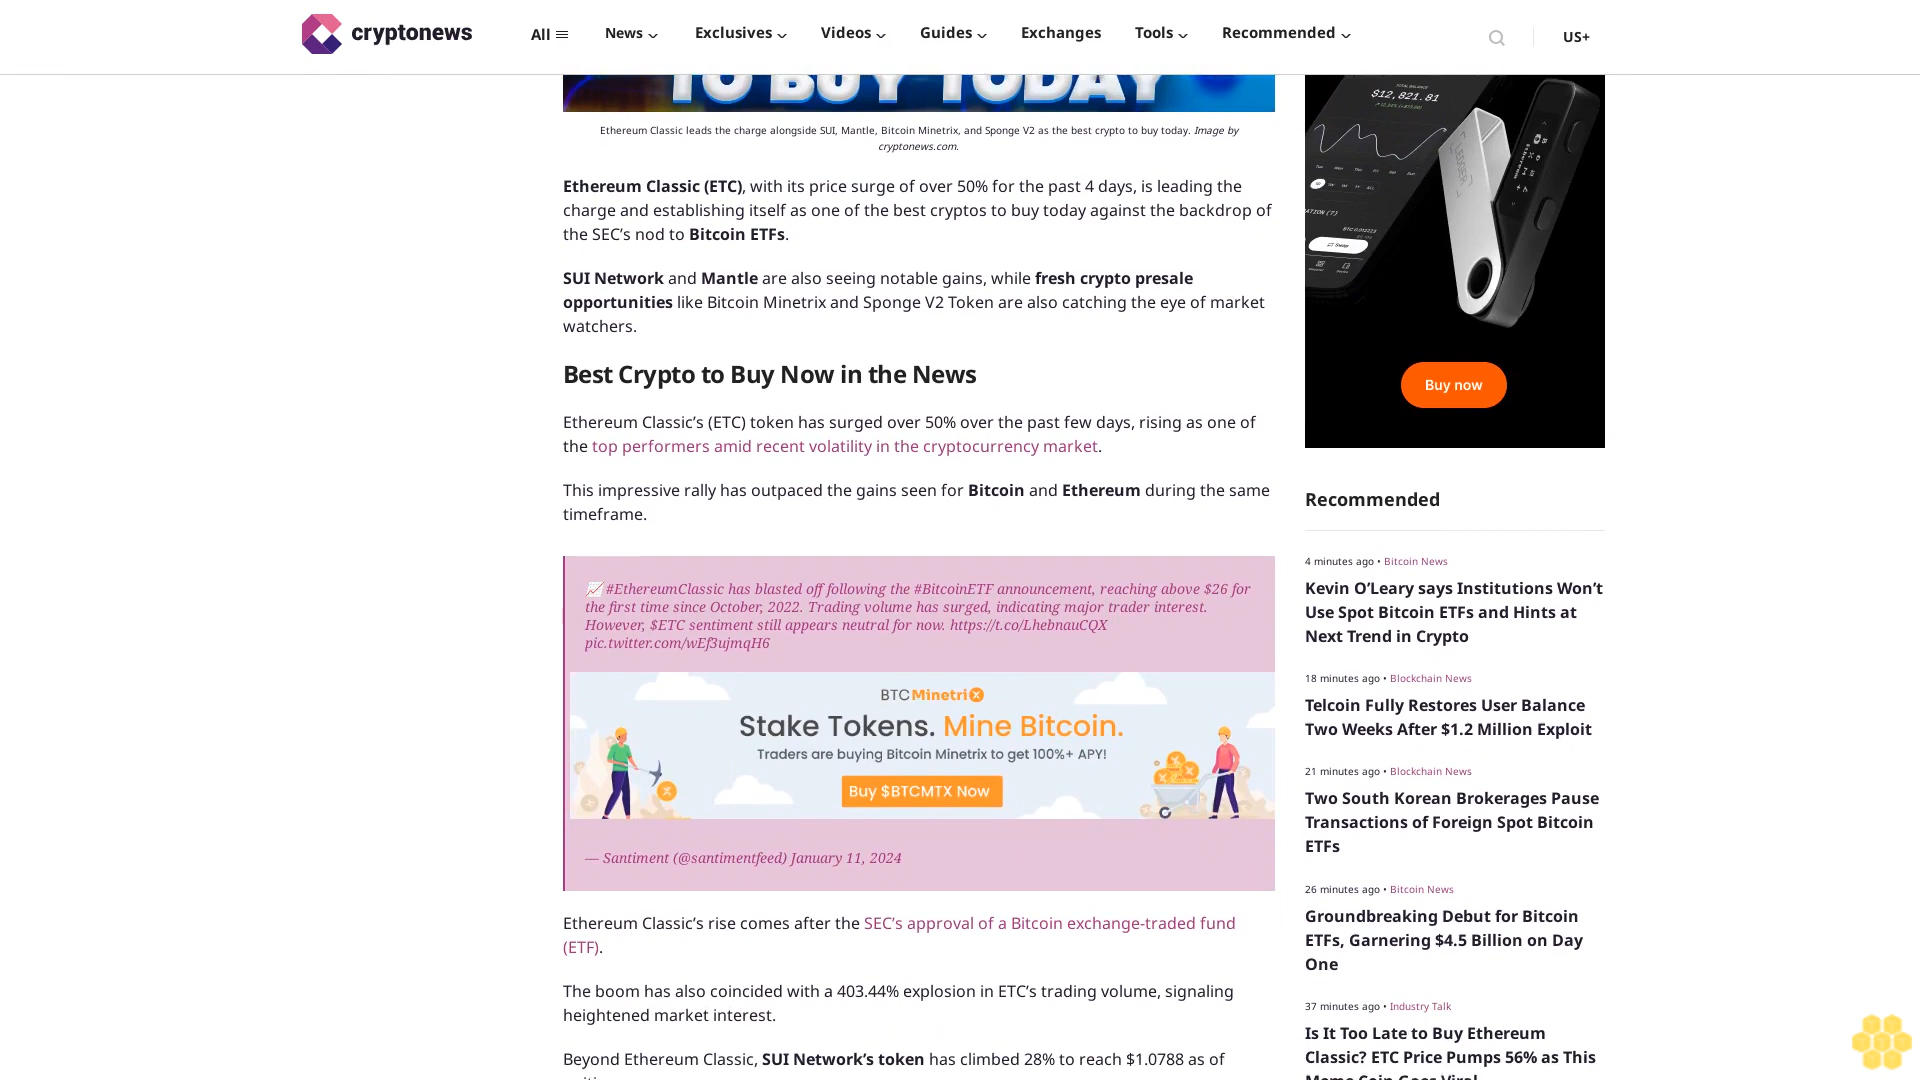 cryptonews
All
News
Exclusives
Videos
Guides
Exchanges
Tools
Recommended
US+
TO BUY TODAY
Ethereum Classic leads the charge alongside SUI, Mantle, Bitcoin Minetrix, and Sponge V2 as the best crypto to buy today. Image by
cryptonews.com.
Ethereum Classic (ETC), with its price surge of over 50% for the past 4 days, is leading the
charge and establishing itself as one of the best cryptos to buy today against the backdrop of
the SEC’s nod to Bitcoin ETFs.
SUI Network and Mantle are also seeing notable gains, while fresh crypto presale
opportunities like Bitcoin Minetrix and Sponge V2 Token are also catching the eye of market
watchers.
Best Crypto to Buy Now in the News
Ethereum Classic’s (ETC) token has surged over 50% over the past few days, rising as one of
the top performers amid recent volatility in the cryptocurrency market.
This impressive rally has outpaced the gains seen for Bitcoin and Ethereum during the same
timeframe.
📈 #EthereumClassic has blasted off following the #BitcoinETF announcement, reaching above $26 for
the first time since October, 2022. Trading volume has surged, indicating major trader interest.
However, $ETC sentiment still appears neutral for now. https://t.co/LhebnauCQX
pic.twitter.com/wEf3ujmqH6
BTC Minetrix
Stake Tokens. Mine Bitcoin.
Traders are buying Bitcoin Minetrix to get 100%+ APY!
Buy $BTCMTX Now
— Santiment (@santimentfeed) January 11, 2024
Ethereum Classic’s rise comes after the SEC’s approval of a Bitcoin exchange-traded fund
(ETF).
The boom has also coincided with a 403.44% explosion in ETC’s trading volume, signaling
heightened market interest.
Beyond Ethereum Classic, SUI Network’s token has climbed 28% to reach $1.0788 as of
TOTAL BALANCE
$12,821.81
LEDGER
Swap
Buy now
Recommended
4 minutes ago • Bitcoin News
Kevin O’Leary says Institutions Won’t
Use Spot Bitcoin ETFs and Hints at
Next Trend in Crypto
18 minutes ago • Blockchain News
Telcoin Fully Restores User Balance
Two Weeks After $1.2 Million Exploit
21 minutes ago • Blockchain News
Two South Korean Brokerages Pause
Transactions of Foreign Spot Bitcoin
ETFs
26 minutes ago • Bitcoin News
Groundbreaking Debut for Bitcoin
ETFs, Garnering $4.5 Billion on Day
One
37 minutes ago • Industry Talk
Is It Too Late to Buy Ethereum
Classic? ETC Price Pumps 56% as This
Meme Coin Goes Viral